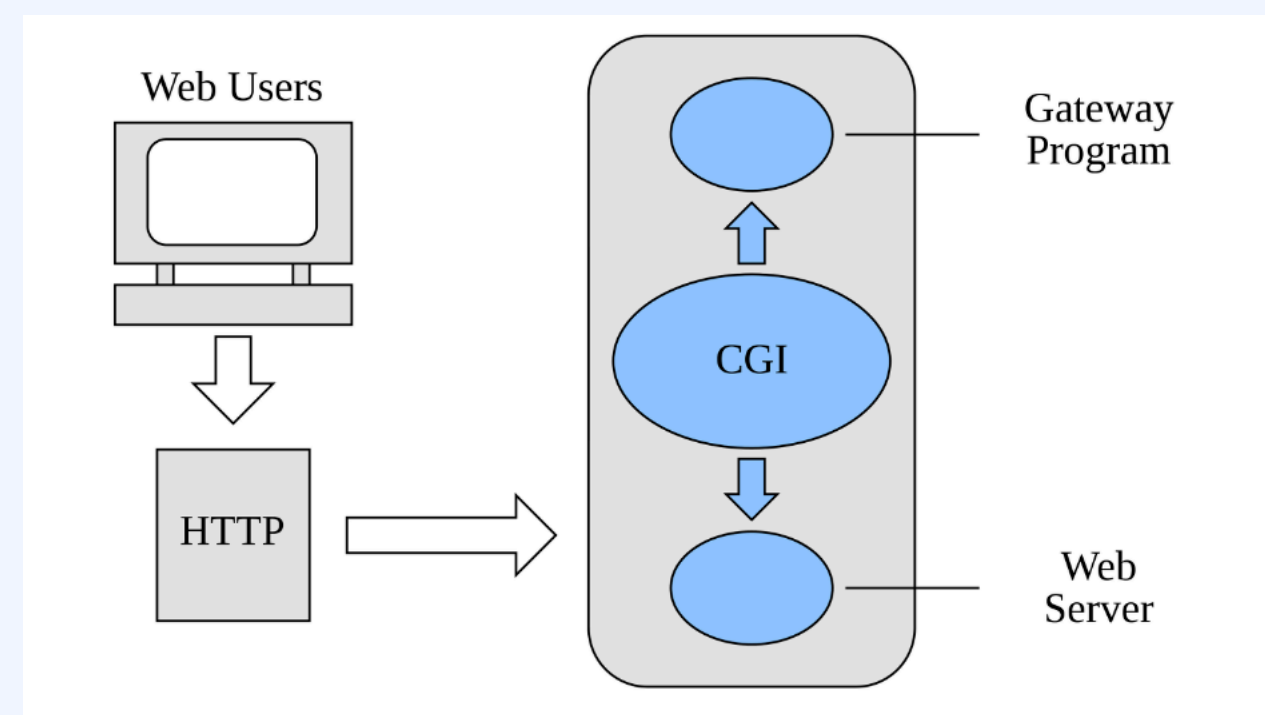 Web Users
HTTP
Gateway
Program
CGI
Web
Server